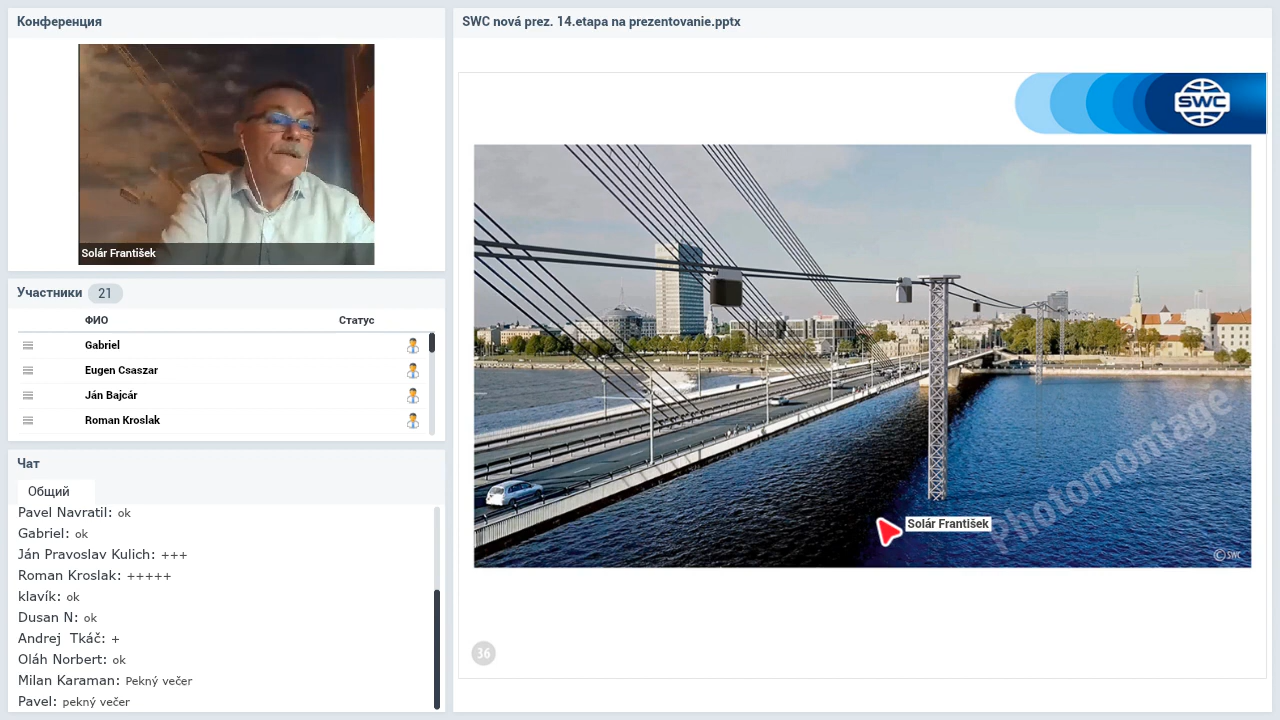 Конференция
Solár František
Участники 21
ФИО Статус
Gabriel
Eugen Csaszar
Ján Bajcár
Roman Kroslak
Чат
Общий
Pavel Navratil: ok
Gabriel: ok
Ján Pravoslav Kulich: +++
Roman Kroslak: +++++
klavík: ok
Dusan N: ok
Andrej Tkáč: +
Oláh Norbert: ok
Milan Karaman: Pekný večer
Pavel: pekný večer
SWC nová prez. 14.etapa na prezentovanie.pptx
SWC
Solár František
Photomontage
© SWC
36